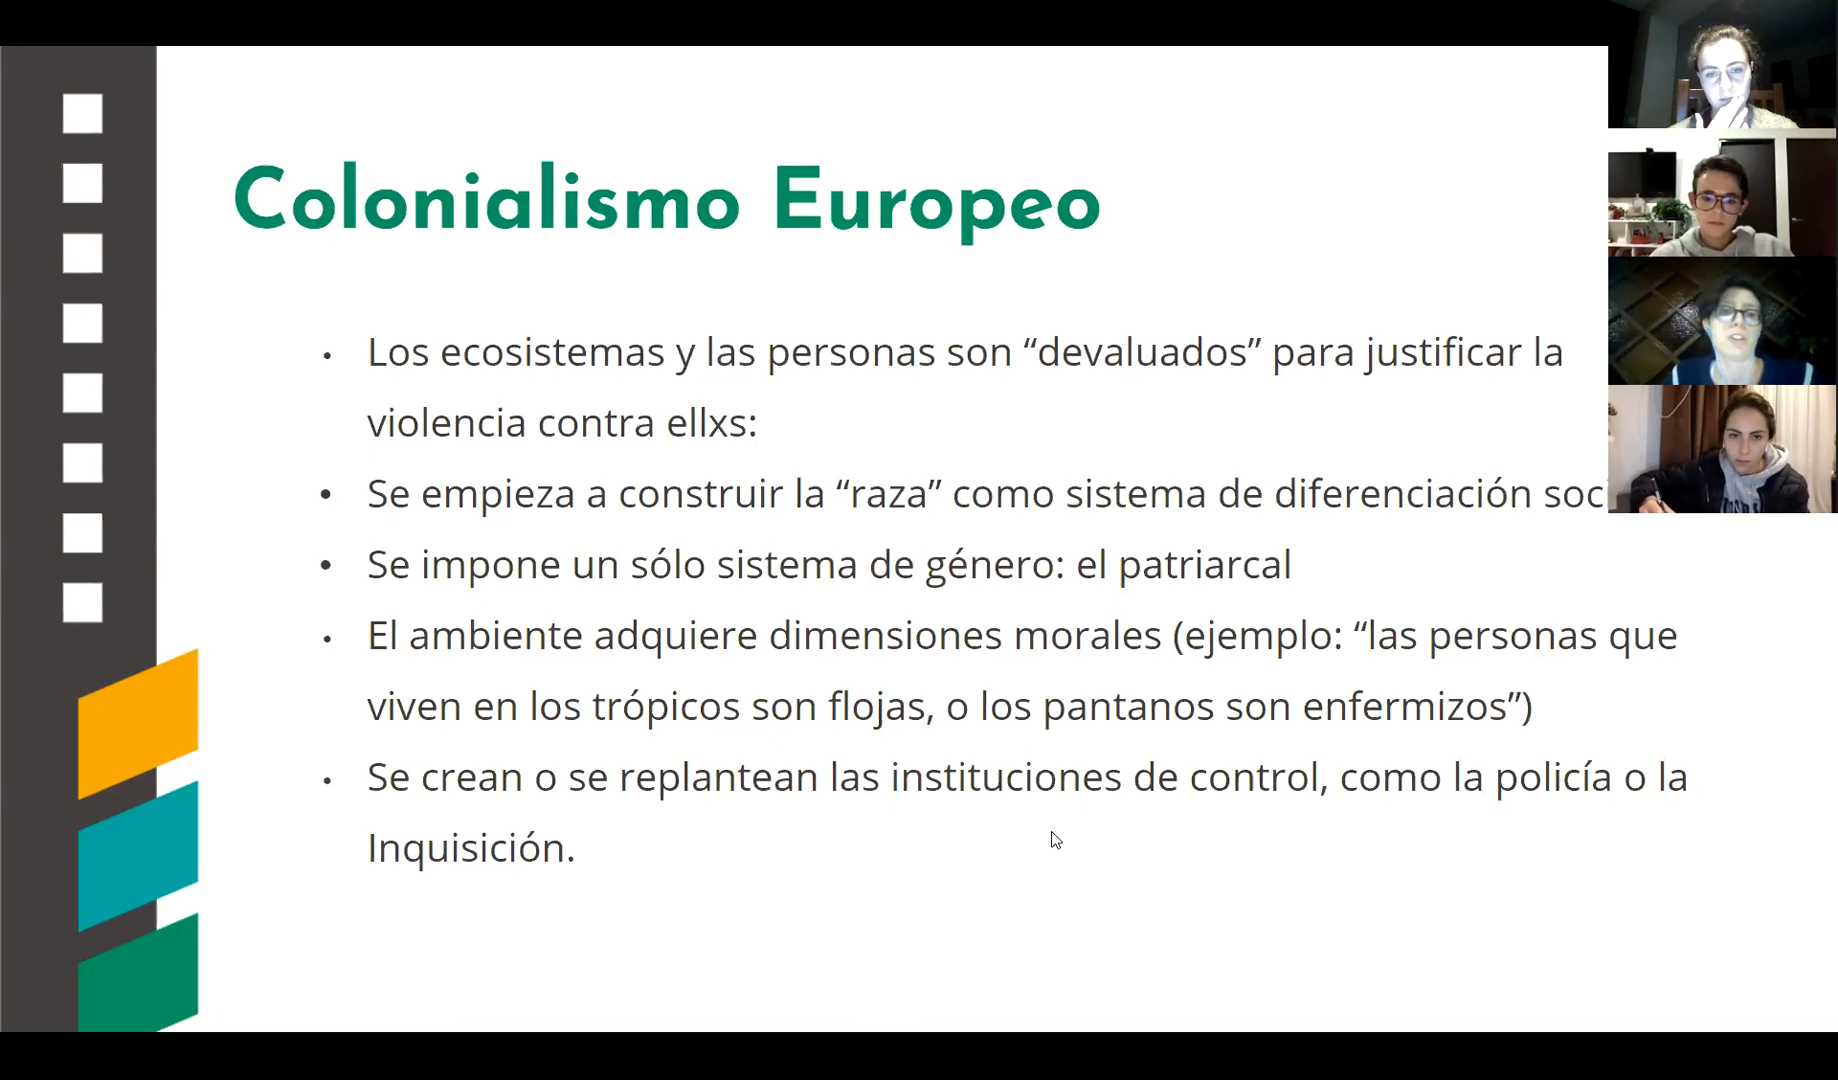 Colonialismo Europeo
• Los ecosistemas y las personas son “devaluados” para justificar la
violencia contra ellxs:
• Se empieza a construir la “raza” como sistema de diferenciación
• Se impone un sólo sistema de género: el patriarcal
• El ambiente adquiere dimensiones morales (ejemplo: “las personas que
viven en los trópicos son flojas, o los pantanos son enfermizos”)
• Se crean o se replantean las instituciones de control, como la policía o la
Inquisición.